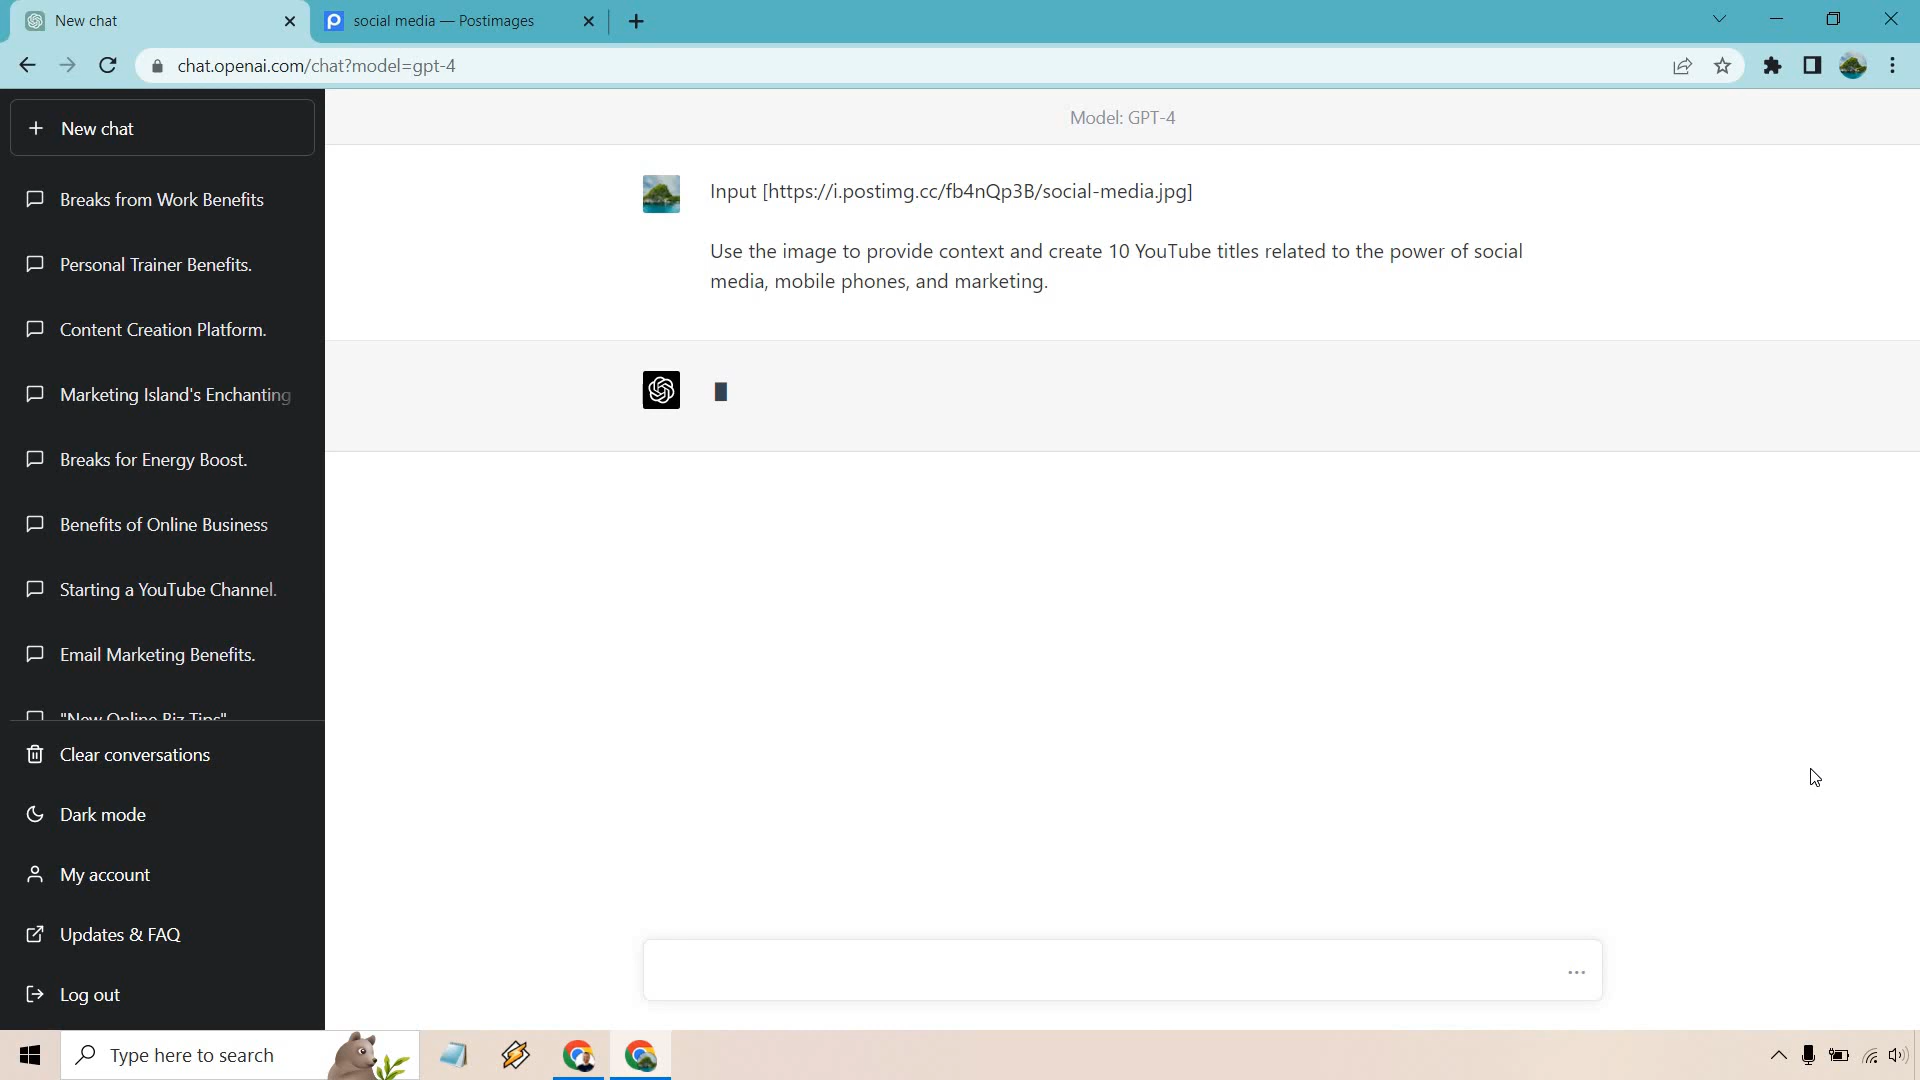 New chat
social media — Postimages
chat.openai.com/chat?model=gpt-4
New chat
Breaks from Work Benefits
Personal Trainer Benefits.
Content Creation Platform.
Marketing Island's Enchanting
Breaks for Energy Boost.
Benefits of Online Business
Starting a YouTube Channel.
Email Marketing Benefits.
"New Online Biz Tips"
Clear conversations
Dark mode
My account
Updates & FAQ
Log out
Model: GPT-4
Input [https://i.postimg.cc/fb4nQp3B/social-media.jpg]
Use the image to provide context and create 10 YouTube titles related to the power of social
media, mobile phones, and marketing.
Type here to search